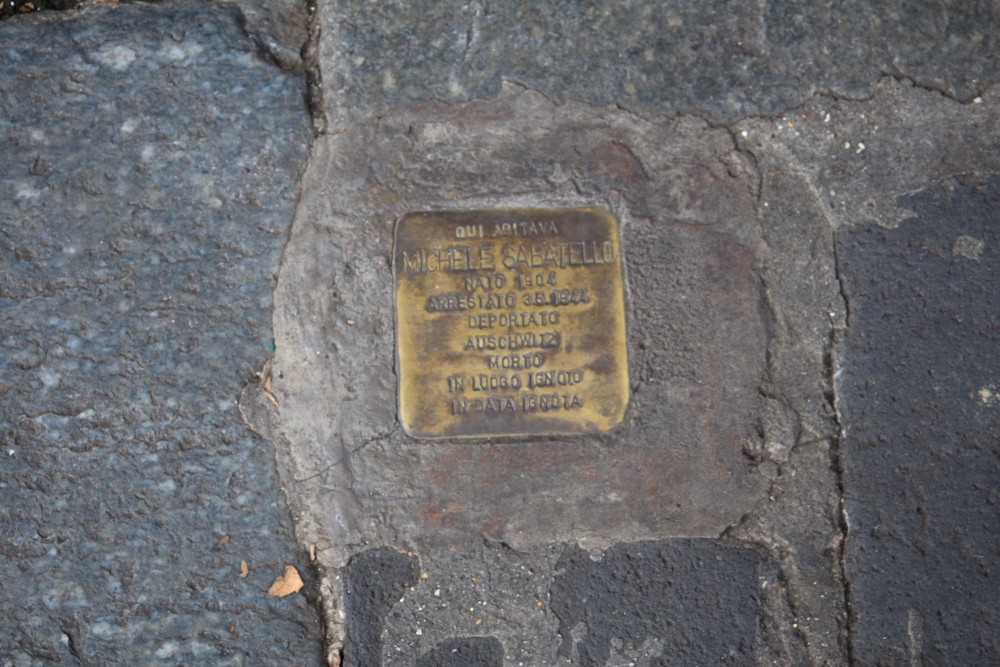 QUI ABITAVA
MICHELE SABATELLO
NATO 1904
ARRESTATO 3.5.1944
DEPORTATO
AUSCHWITZ
MORTO
IN LUOGO IGNOTO
IN DATA IGNOTA